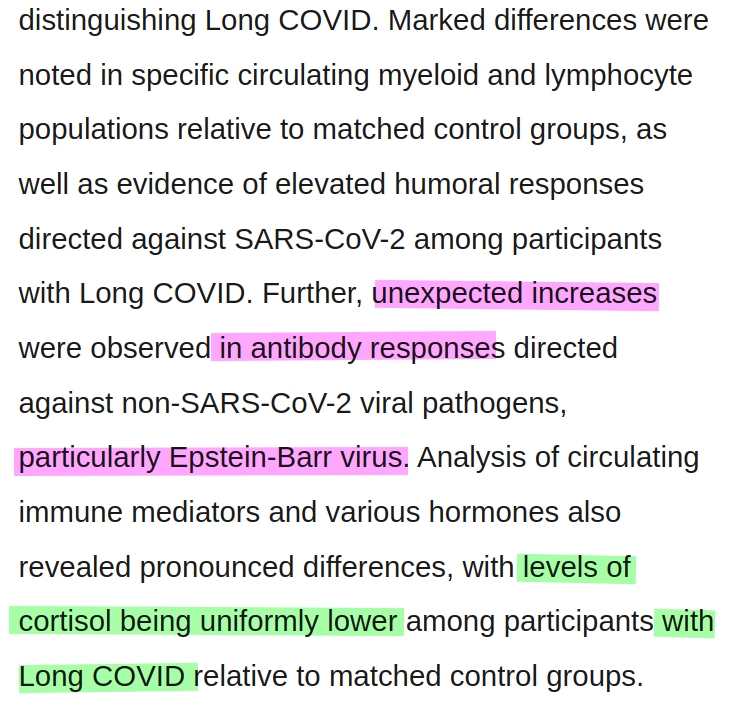 distinguishing Long COVID. Marked differences were
noted in specific circulating myeloid and lymphocyte
populations relative to matched control groups, as
well as evidence of elevated humoral responses
directed against SARS-CoV-2 among participants
with Long COVID. Further, unexpected increases
were observed in antibody responses directed
against non-SARS-CoV-2 viral pathogens,
particularly Epstein-Barr virus. Analysis of circulating
immune mediators and various hormones also
revealed pronounced differences, with levels of
cortisol being uniformly lower among participants with
Long COVID relative to matched control groups.